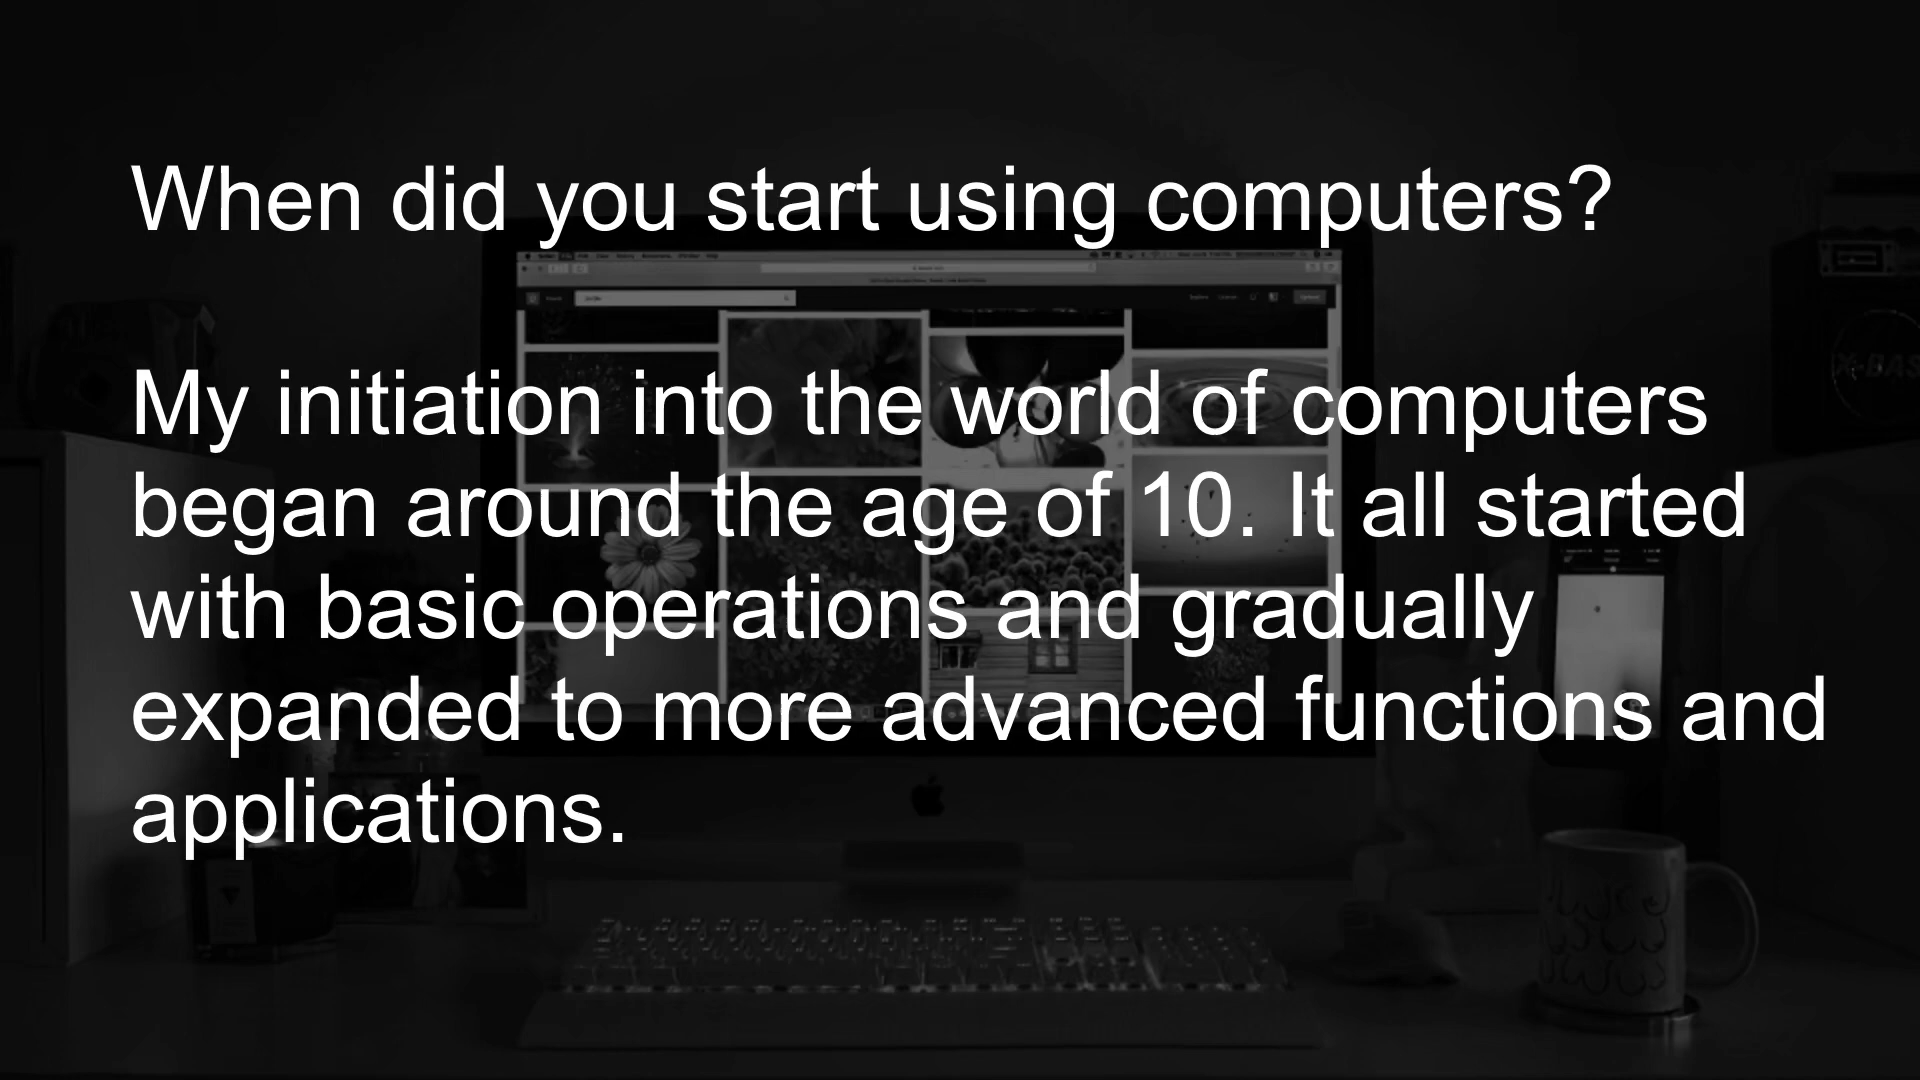 When did you start using computers?
My initiation into the world of computers
began around the age of 10. It all started
with basic operations and gradually
expanded to more advanced functions and
applications.